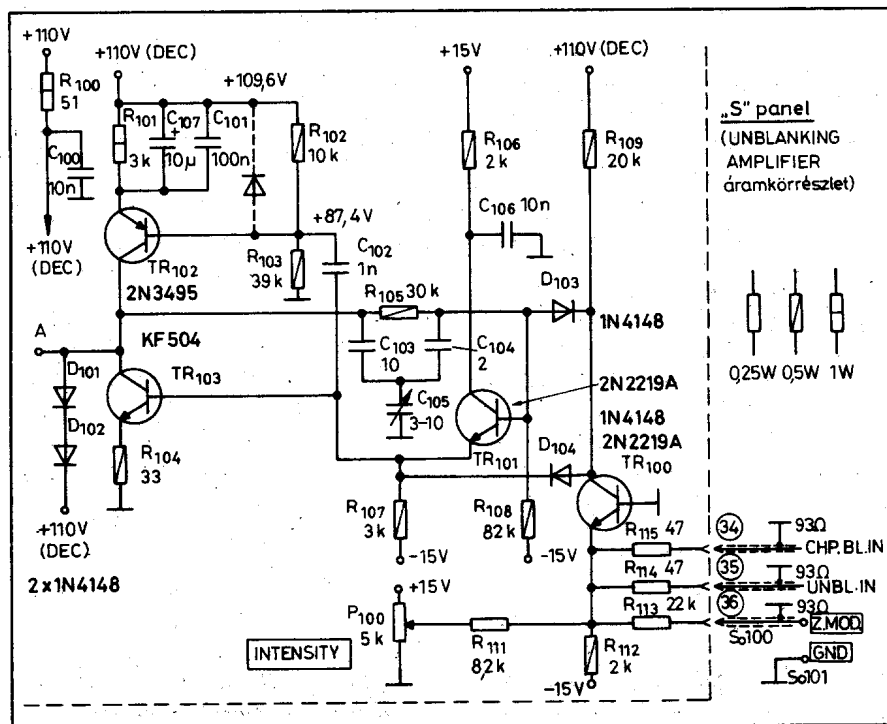 +110V
R100
51
C100
10n
+110V
(DEC)
+110V (DEC)
R101
3k
C107
+
10µ
C101
100n
+109,6V
R102
10k
+87,4V
TR102
2N3495
R103
39k
C102
1n
R105 30k
C103
10
C104
2
C105
3-10
A
KF504
D101
D102
TR103
R104
33
+110V
(DEC)
2x1N4148
+15V
R106
2k
C106 10n
+110V(DEC)
R109
20k
D103
1N4148
2N2219A
1N4148
2N2219A
TR101
D104
TR100
R107
3k
-15V
R108
82k
-15V
+15V
P100
5k
INTENSITY
R111
8,2k
R112
2k
-15V
R115 47
34
93Ω
CHP.BL.IN
R114 47
35
93Ω
UNBL.IN
R113 22k
36
93Ω
Z.MOD.
So100
GND
So101
„S" panel
(UNBLANKING
AMPLIFIER
áramkörrészlet)
0,25W 0,5W 1W